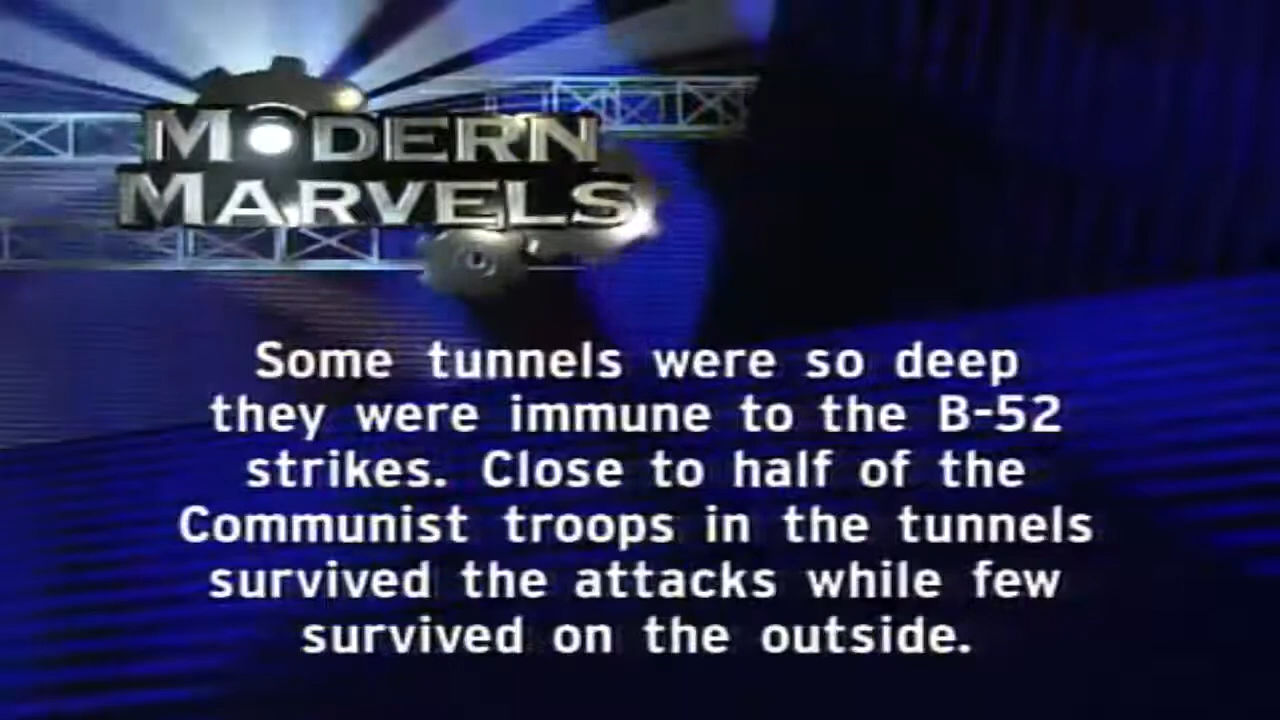 MODERN
MARVELS
Some tunnels were so deep
they were immune to the B-52
strikes. Close to half of the
Communist troops in the tunnels
survived the attacks while few
survived on the outside.